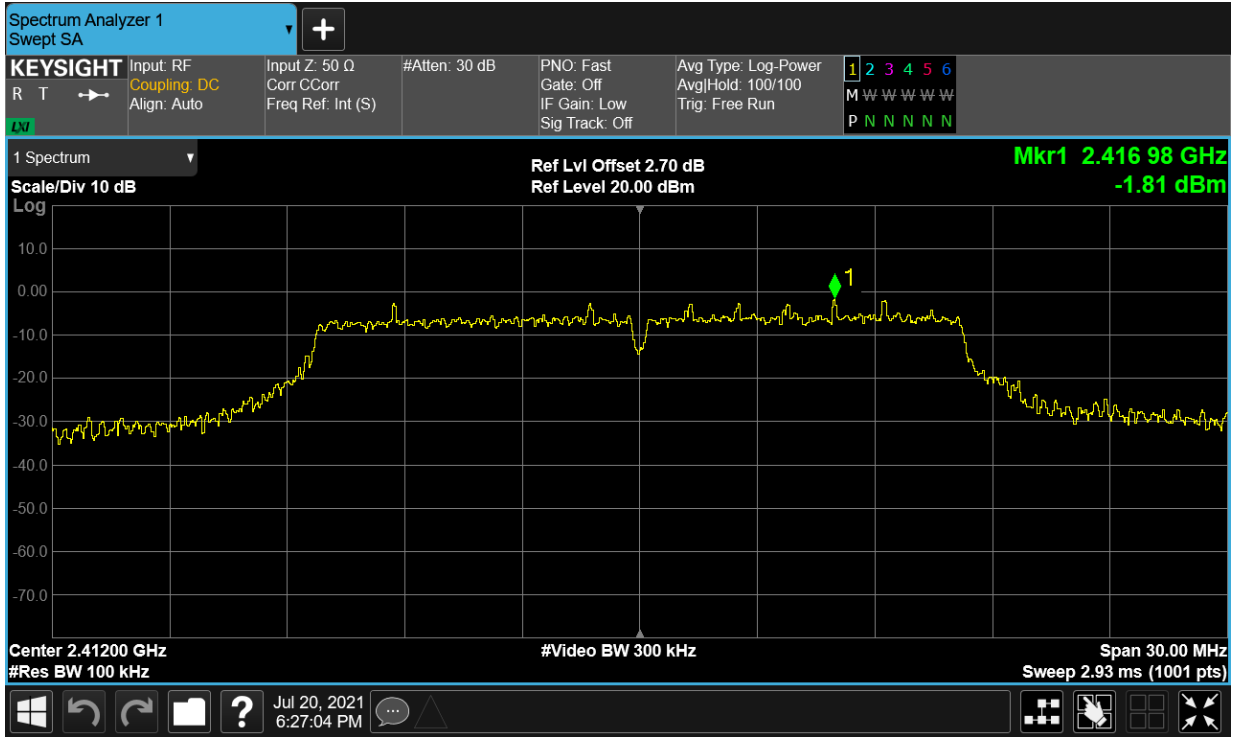 Spectrum Analyzer 1
Swept SA
KEYSIGHT
R T
LXI
Input: RF
Coupling: DC
Align: Auto
Input Z: 50 Ω
Corr CCorr
Freq Ref: Int (S)
#Atten: 30 dB
PNO: Fast
Gate: Off
IF Gain: Low
Sig Track: Off
Avg Type: Log-Power
Avg|Hold: 100/100
Trig: Free Run
1 2 3 4 5 6
M W W W W W
P N N N N N
1 Spectrum
Scale/Div 10 dB
Log
Ref Lvl Offset 2.70 dB
Ref Level 20.00 dBm
Mkr1 2.416 98 GHz
-1.81 dBm
10.0
0.00
-10.0
-20.0
-30.0
-40.0
-50.0
-60.0
-70.0
1
Center 2.41200 GHz
#Res BW 100 kHz
#Video BW 300 kHz
Span 30.00 MHz
Sweep 2.93 ms (1001 pts)
?
Jul 20, 2021
6:27:04 PM